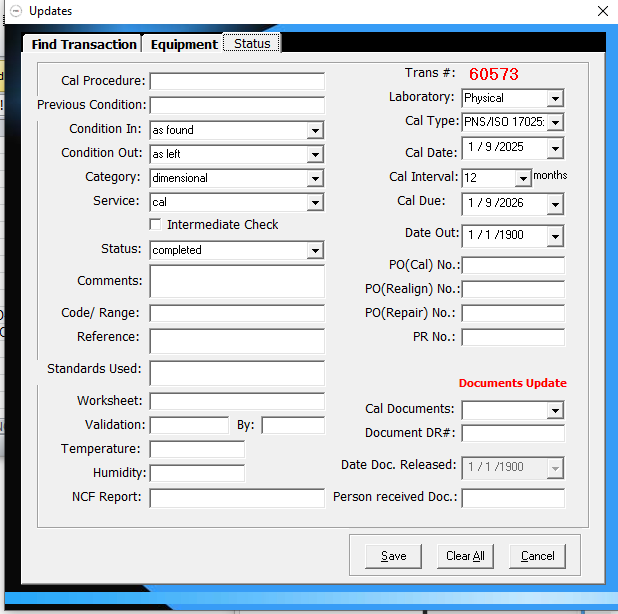 Updates
Find Transaction Equipment Status
Cal Procedure:
Previous Condition:
Condition In: as found
Condition Out: as left
Category: dimensional
Service: cal
Intermediate Check
Status: completed
Comments:
Code/ Range:
Reference:
Standards Used:
Worksheet:
Validation: By:
Temperature:
Humidity:
NCF Report:
Trans #: 60573
Laboratory: Physical
Cal Type: PNS/ISO 17025:
Cal Date: 1 / 9 /2025
Cal Interval: 12 months
Cal Due: 1 / 9 /2026
Date Out: 1 / 1 /1900
PO(Cal) No.:
PO(Realign) No.:
PO(Repair) No.:
PR No.:
Documents Update
Cal Documents:
Document DR#:
Date Doc. Released: 1 / 1 /1900
Person received Doc.:
Save Clear All Cancel